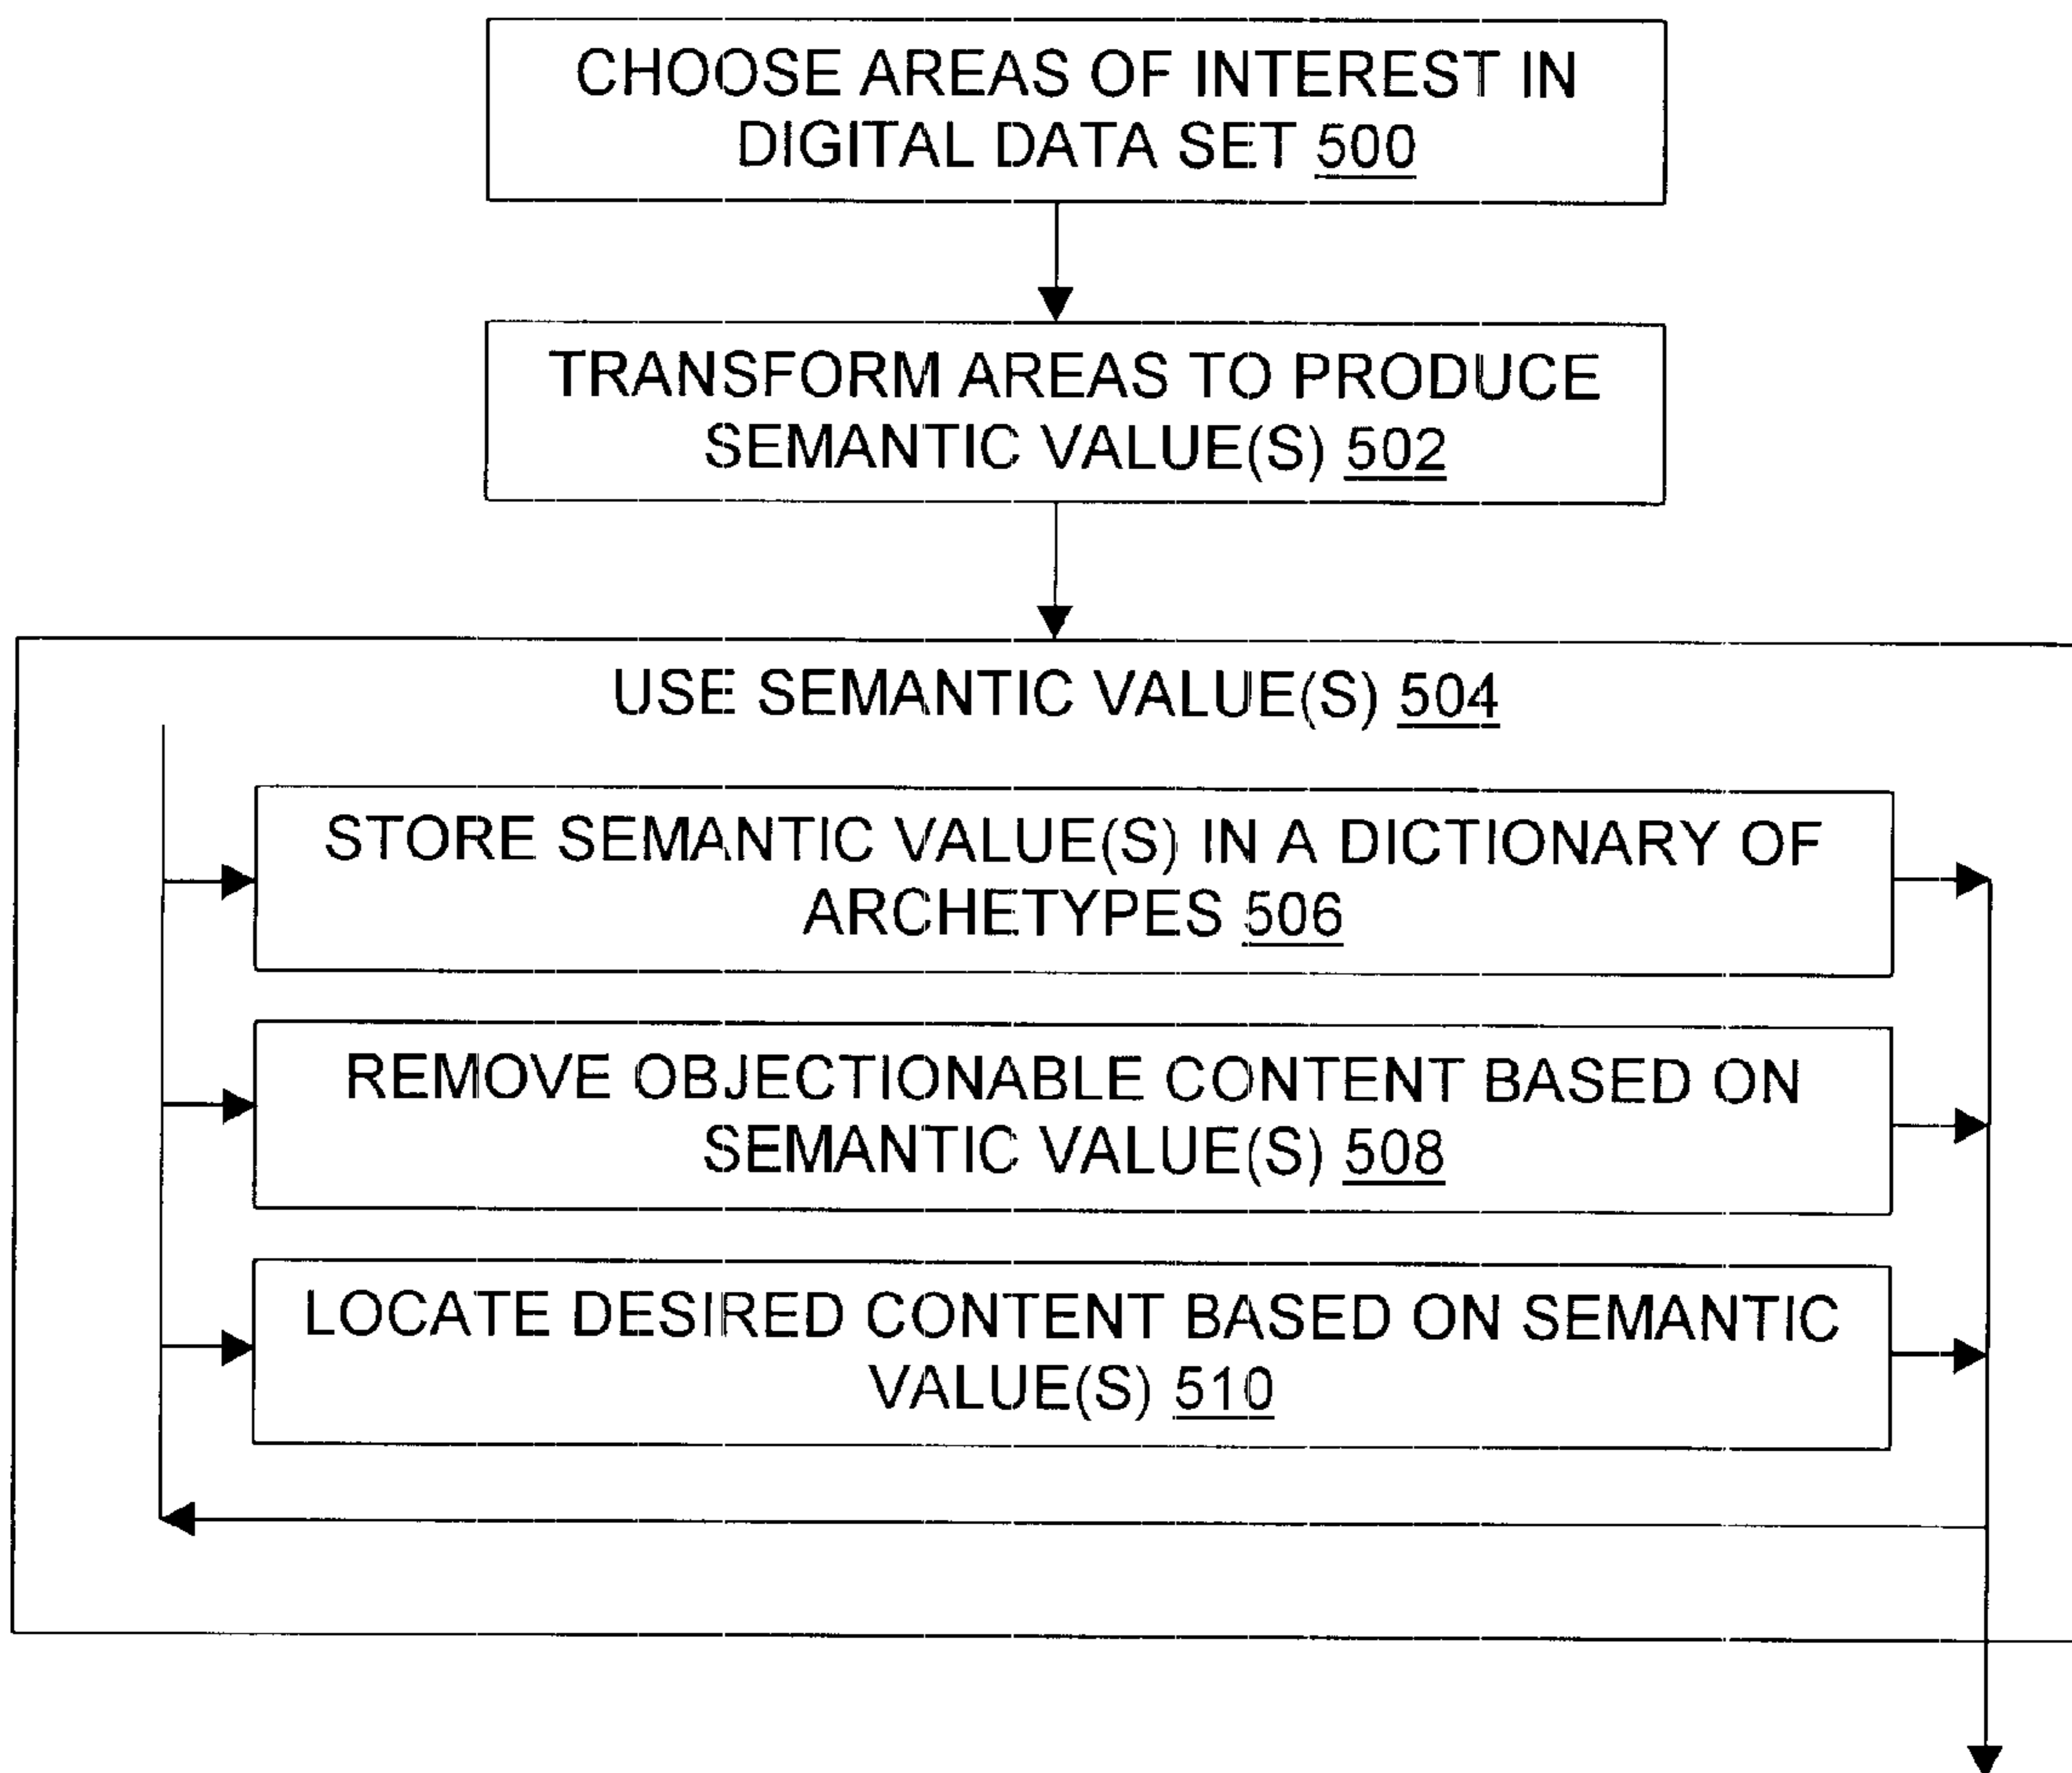 CHOOSE AREAS OF INTEREST IN
DIGITAL DATA SET 500
TRANSFORM AREAS TO PRODUCE
SEMANTIC VALUE(S) 502
USE SEMANTIC VALUE(S) 504
STORE SEMANTIC VALUE(S) IN A DICTIONARY OF
ARCHETYPES 506
REMOVE OBJECTIONABLE CONTENT BASED ON
SEMANTIC VALUE(S) 508
LOCATE DESIRED CONTENT BASED ON SEMANTIC
VALUE(S) 510